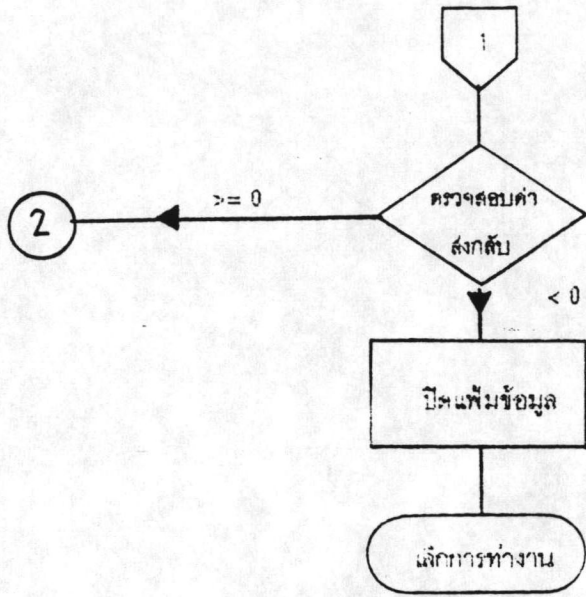 1
ตรวจสอบค่า
ส่งกลับ
>= 0
2
< 0
ปิดแฟ้มข้อมูล
เลิกการทำงาน